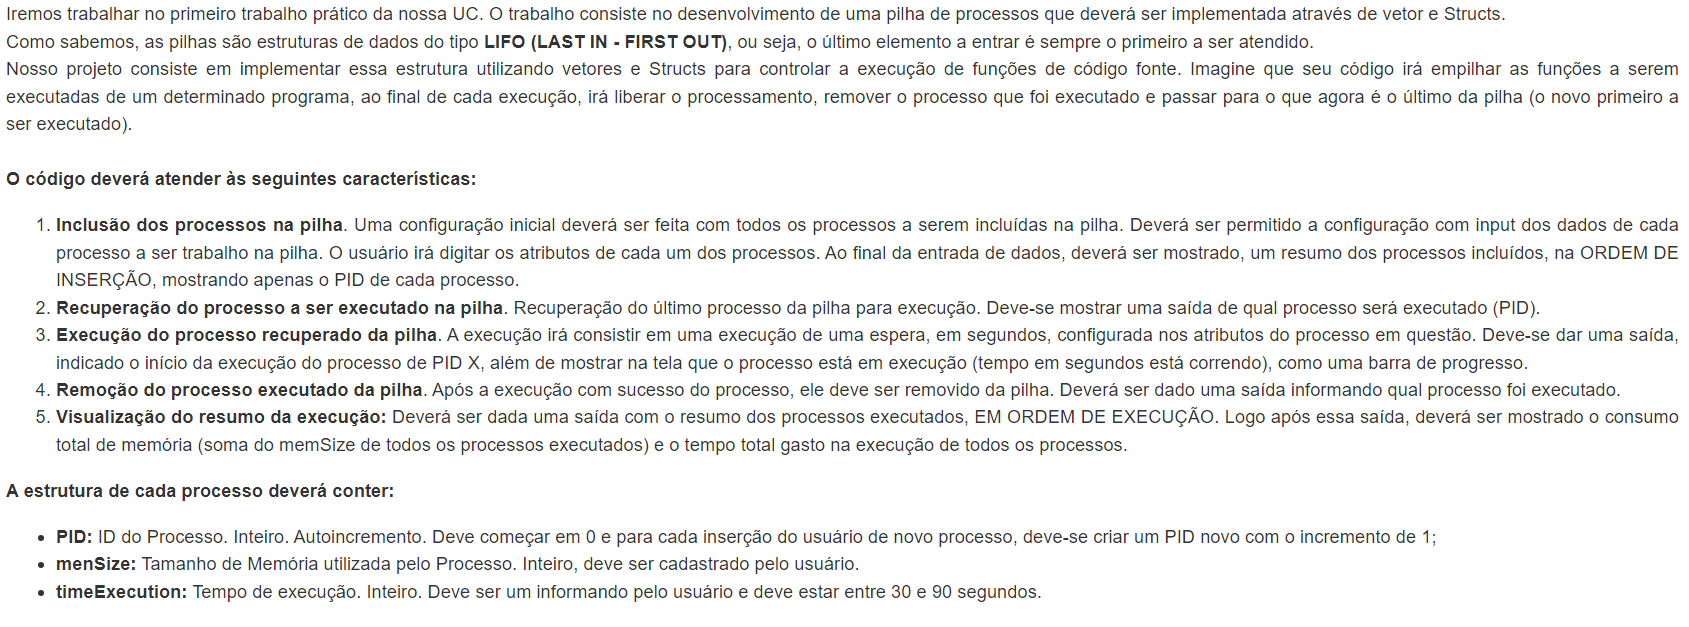 Iremos trabalhar no primeiro trabalho prático da nossa UC. O trabalho consiste no desenvolvimento de uma pilha de processos que deverá ser implementada através de vetor e Structs.
Como sabemos, as pilhas são estruturas de dados do tipo LIFO (LAST IN - FIRST OUT), ou seja, o último elemento a entrar é sempre o primeiro a ser atendido.
Nosso projeto consiste em implementar essa estrutura utilizando vetores e Structs para controlar a execução de funções de código fonte. Imagine que seu código irá empilhar as funções a serem
executadas de um determinado programa, ao final de cada execução, irá liberar o processamento, remover o processo que foi executado e passar para o que agora é o último da pilha (o novo primeiro a
ser executado).
O código deverá atender às seguintes características:
1. Inclusão dos processos na pilha. Uma configuração inicial deverá ser feita com todos os processos a serem incluídas na pilha. Deverá ser permitido a configuração com input dos dados de cada
processo a ser trabalho na pilha. O usuário irá digitar os atributos de cada um dos processos. Ao final da entrada de dados, deverá ser mostrado, um resumo dos processos incluídos, na ORDEM DE
INSERÇÃO, mostrando apenas o PID de cada processo.
2. Recuperação do processo a ser executado na pilha. Recuperação do último processo da pilha para execução. Deve-se mostrar uma saída de qual processo será executado (PID).
3. Execução do processo recuperado da pilha. A execução irá consistir em uma execução de uma espera, em segundos, configurada nos atributos do processo em questão. Deve-se dar uma saída,
indicado o início da execução do processo de PID X, além de mostrar na tela que o processo está em execução (tempo em segundos está correndo), como uma barra de progresso.
4. Remoção do processo executado da pilha. Após a execução com sucesso do processo, ele deve ser removido da pilha. Deverá ser dado uma saída informando qual processo foi executado.
5. Visualização do resumo da execução: Deverá ser dada uma saída com o resumo dos processos executados, EM ORDEM DE EXECUÇÃO. Logo após essa saída, deverá ser mostrado o consumo
total de memória (soma do memSize de todos os processos executados) e o tempo total gasto na execução de todos os processos.
A estrutura de cada processo deverá conter:
• PID: ID do Processo. Inteiro. Autoincremento. Deve começar em 0 e para cada inserção do usuário de novo processo, deve-se criar um PID novo com o incremento de 1;
• menSize: Tamanho de Memória utilizada pelo Processo. Inteiro, deve ser cadastrado pelo usuário.
• timeExecution: Tempo de execução. Inteiro. Deve ser um informando pelo usuário e deve estar entre 30 e 90 segundos.